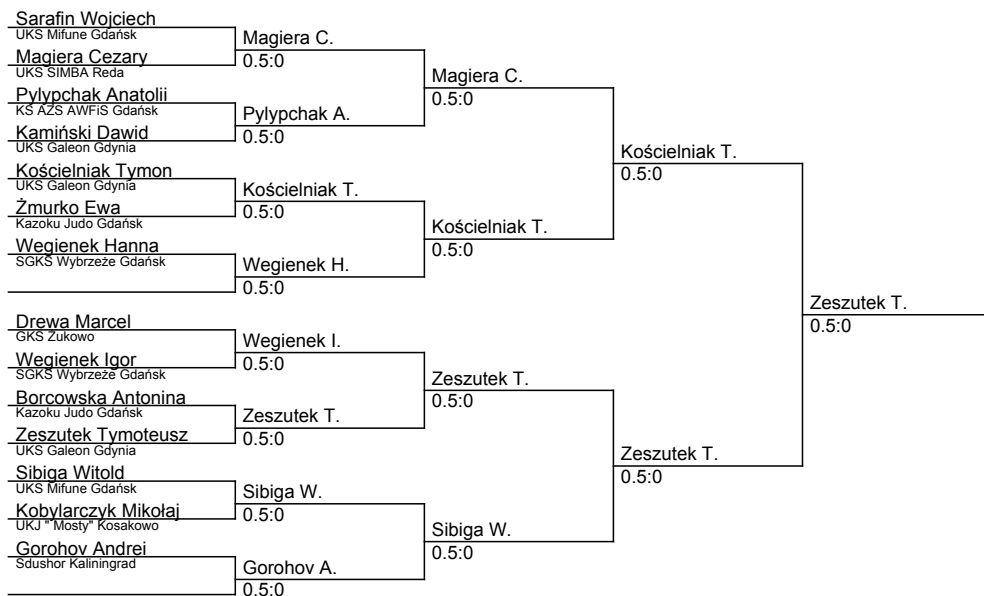 Sarafin Wojciech
UKS Mifune Gdańsk
Magiera Cezary
UKS SIMBA Reda
Pylypchak Anatolii
KS AZS AWFiS Gdańsk
Kamiński Dawid
UKS Galeon Gdynia
Kościelniak Tymon
UKS Galeon Gdynia
Żmurko Ewa
Kazoku Judo Gdańsk
Wegienek Hanna
SGKS Wybrzeże Gdańsk
Drewa Marcel
GKS Żukowo
Wegienek Igor
SGKS Wybrzeże Gdańsk
Borcowska Antonina
Kazoku Judo Gdańsk
Zeszutek Tymoteusz
UKS Galeon Gdynia
Sibiga Witold
UKS Mifune Gdańsk
Kobylarczyk Mikołaj
UKJ " Mosty" Kosakowo
Gorohov Andrei
Sdushor Kaliningrad
Magiera C.
0.5:0
Pylypchak A.
0.5:0
Kościelniak T.
0.5:0
Wegienek H.
0.5:0
Wegienek I.
0.5:0
Zeszutek T.
0.5:0
Sibiga W.
0.5:0
Gorohov A.
0.5:0
Magiera C.
0.5:0
Kościelniak T.
0.5:0
Zeszutek T.
0.5:0
Sibiga W.
0.5:0
Kościelniak T.
0.5:0
Zeszutek T.
0.5:0
Zeszutek T.
0.5:0